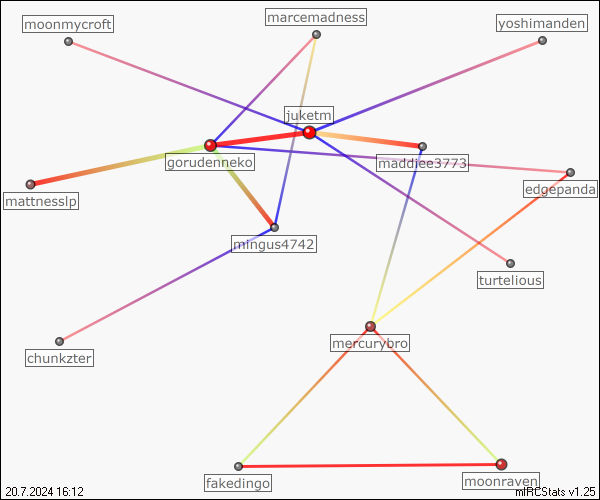 moonmycroft
marcemadness
yoshimanden
juketm
gorudenneko
maddiee3773
mattnesslp
edgepanda
mingus4742
turtelious
mercurybro
chunkzter
fakedingo
moonraven
20.7.2024 16:12
mIRCStats v1.25